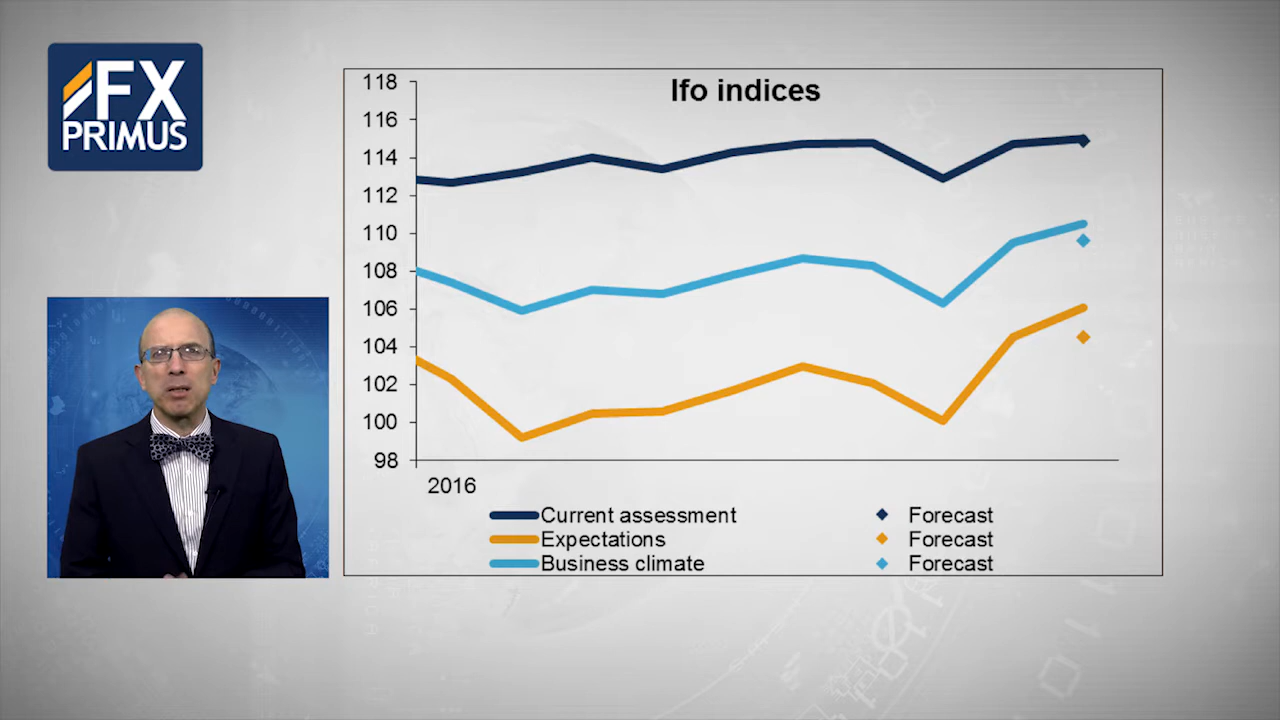 FX
PRIMUS
Ifo indices
118
116
114
112
110
108
106
104
102
100
98
2016
Current assessment
Forecast
Expectations
Forecast
Business climate
Forecast